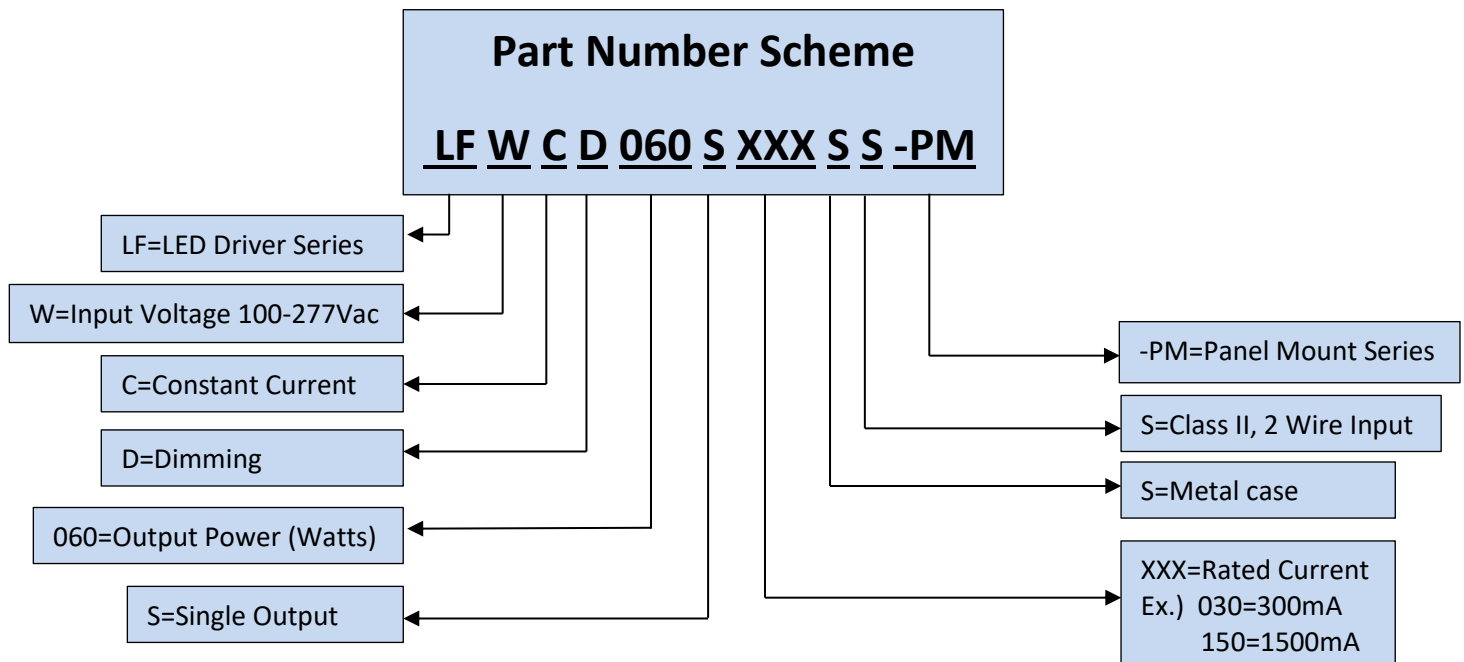 Part Number Scheme
LF W C D 060 S XXX S S -PM
LF=LED Driver Series
W=Input Voltage 100-277Vac
C=Constant Current
D=Dimming
060=Output Power (Watts)
S=Single Output
-PM=Panel Mount Series
S=Class II, 2 Wire Input
S=Metal case
XXX=Rated Current
Ex.) 030=300mA
150=1500mA